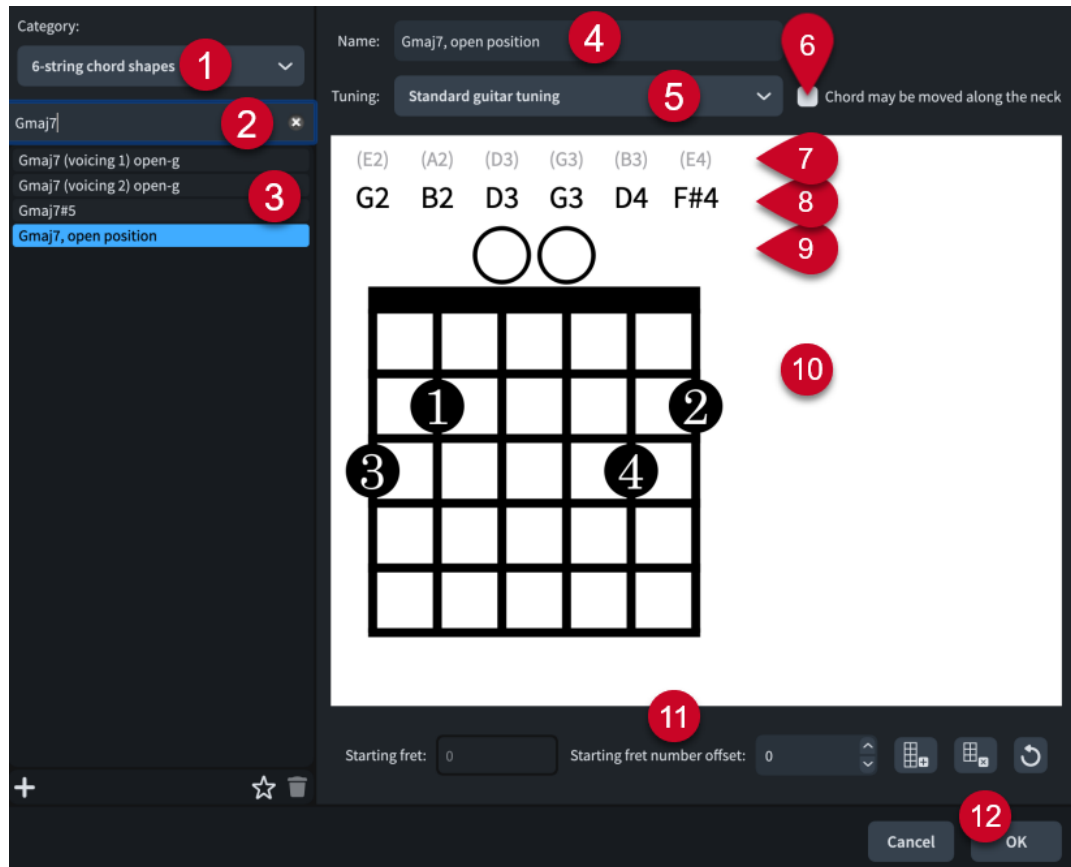 Category:
6-string chord shapes 1
Gmaj7 2
Gmaj7 (voicing 1) open-g
Gmaj7 (voicing 2) open-g
Gmaj7#5
Gmaj7, open position
3
Name: Gmaj7, open position 4
6
Tuning: Standard guitar tuning 5 Chord may be moved along the neck
(E2) (A2) (D3) (G3) (B3) (E4) 7
G2 B2 D3 G3 D4 F#4 8
9
10
1 2
3 4
11
Starting fret: 0 Starting fret number offset: 0
12
Cancel OK